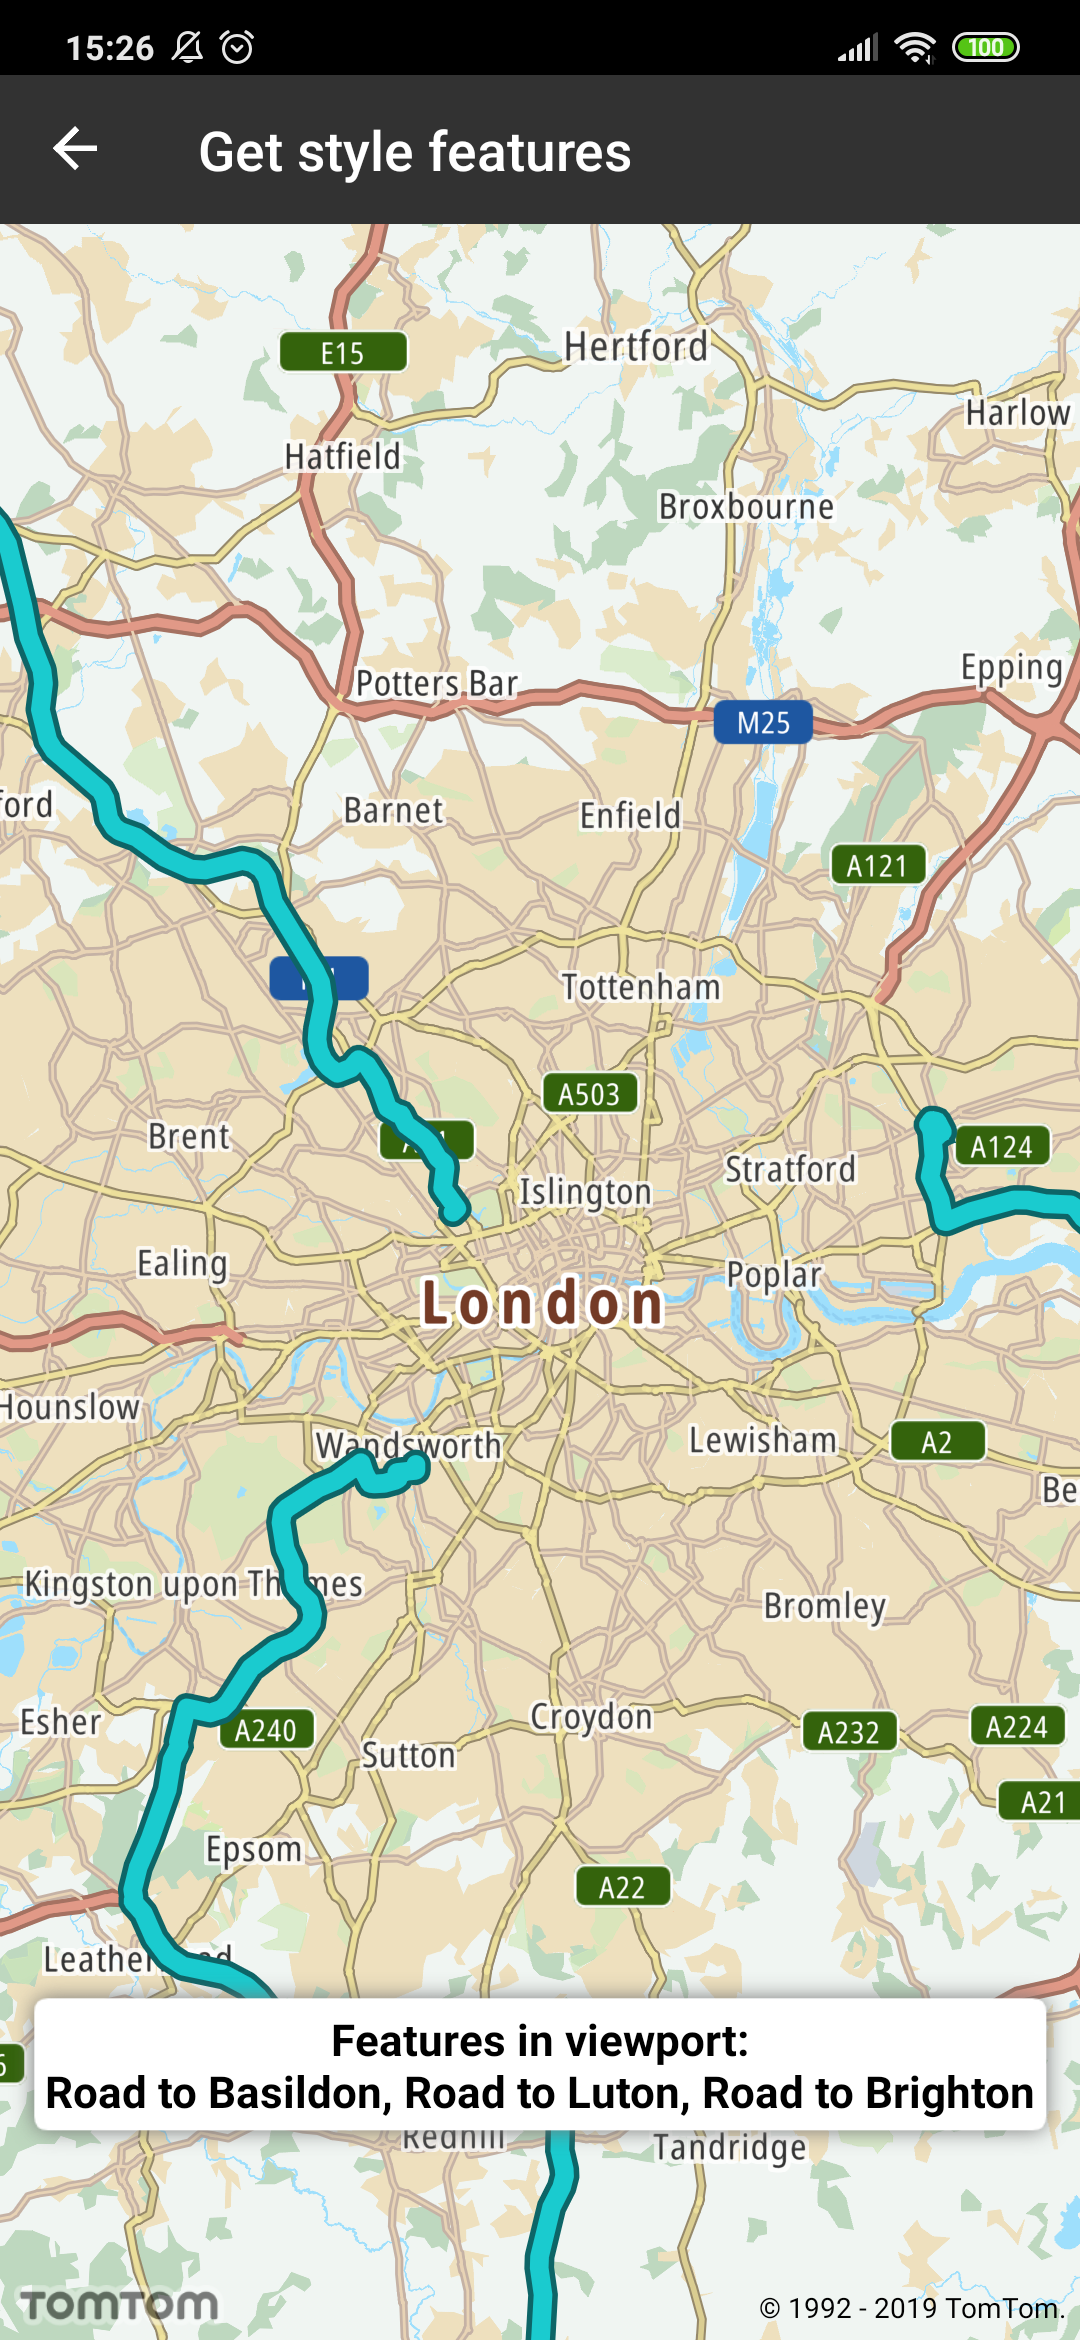 15:26
100
Get style features
E15
Hertford
Harlow
Hatfield
Broxbourne
Epping
Potters Bar
M25
ford
Barnet
Enfield
A121
Tottenham
A503
Brent
A124
Stratford
Islington
Ealing
Poplar
London
Hounslow
Wandsworth
Lewisham
A2
Be
Kingston upon Th mes
Bromley
Esher
A240
Croydon
A232
A224
Sutton
A21
Epsom
A22
Leather d
Features in viewport:
6
Road to Basildon, Road to Luton, Road to Brighton
Redhill
Tandridge
TOMTOM
© 1992 - 2019 TomTom.